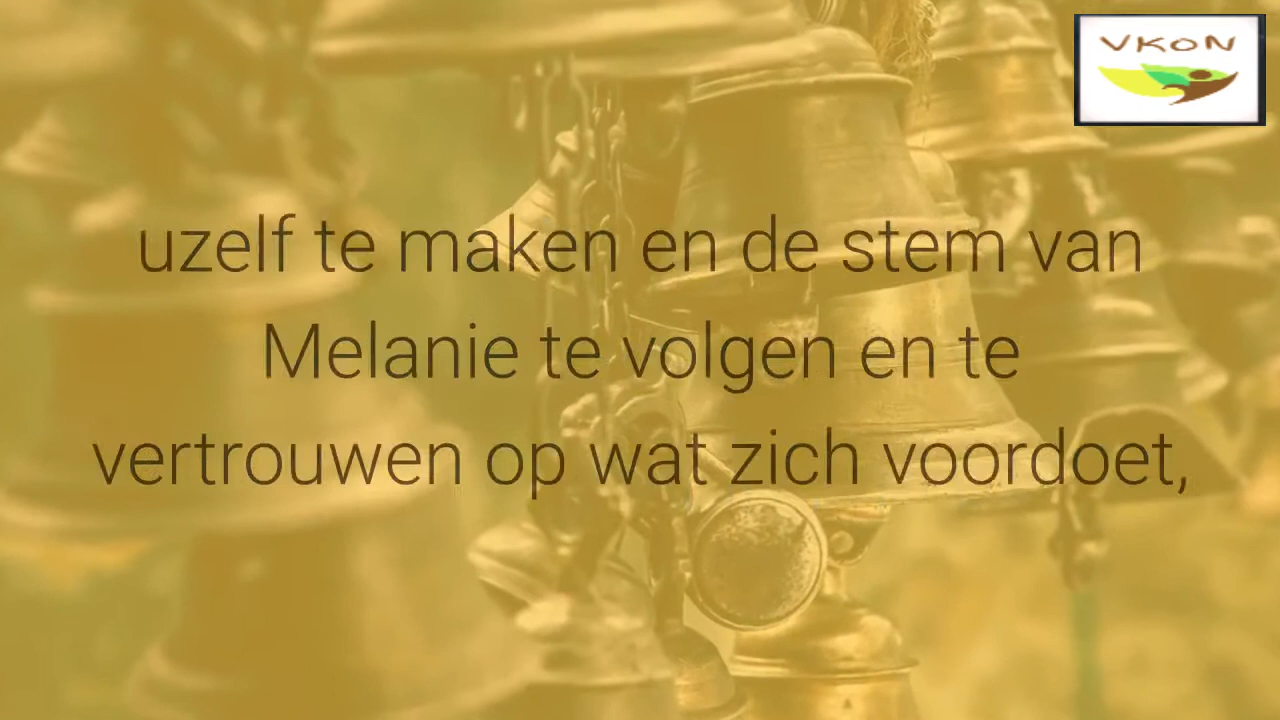 VKON
uzelf te maken en de stem van
Melanie te volgen en te
vertrouwen op wat zich voordoet,